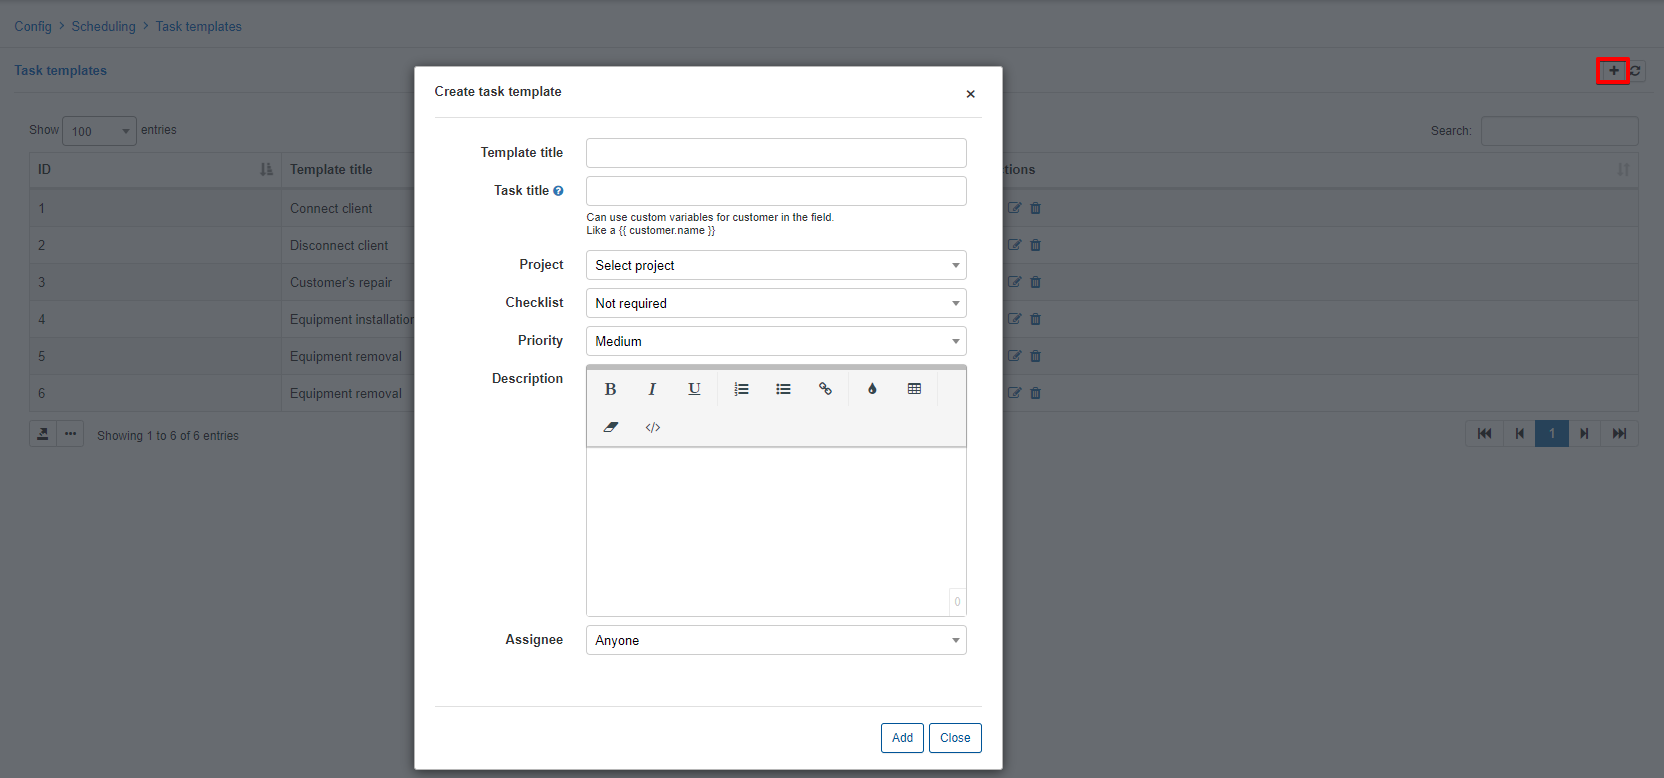 Config > Scheduling > Task templates
Task templates
Create task template ×
Show 100 entries
Search:
ID Template title tions
1 Connect client
2 Disconnect client
3 Customer's repair
4 Equipment installation
5 Equipment removal
6 Equipment removal
Showing 1 to 6 of 6 entries
1
Template title
Task title
Can use custom variables for customer in the field.
Like a {{ customer.name }}
Project Select project
Checklist Not required
Priority Medium
Description
B I U
</>
0
Assignee Anyone
Add Close